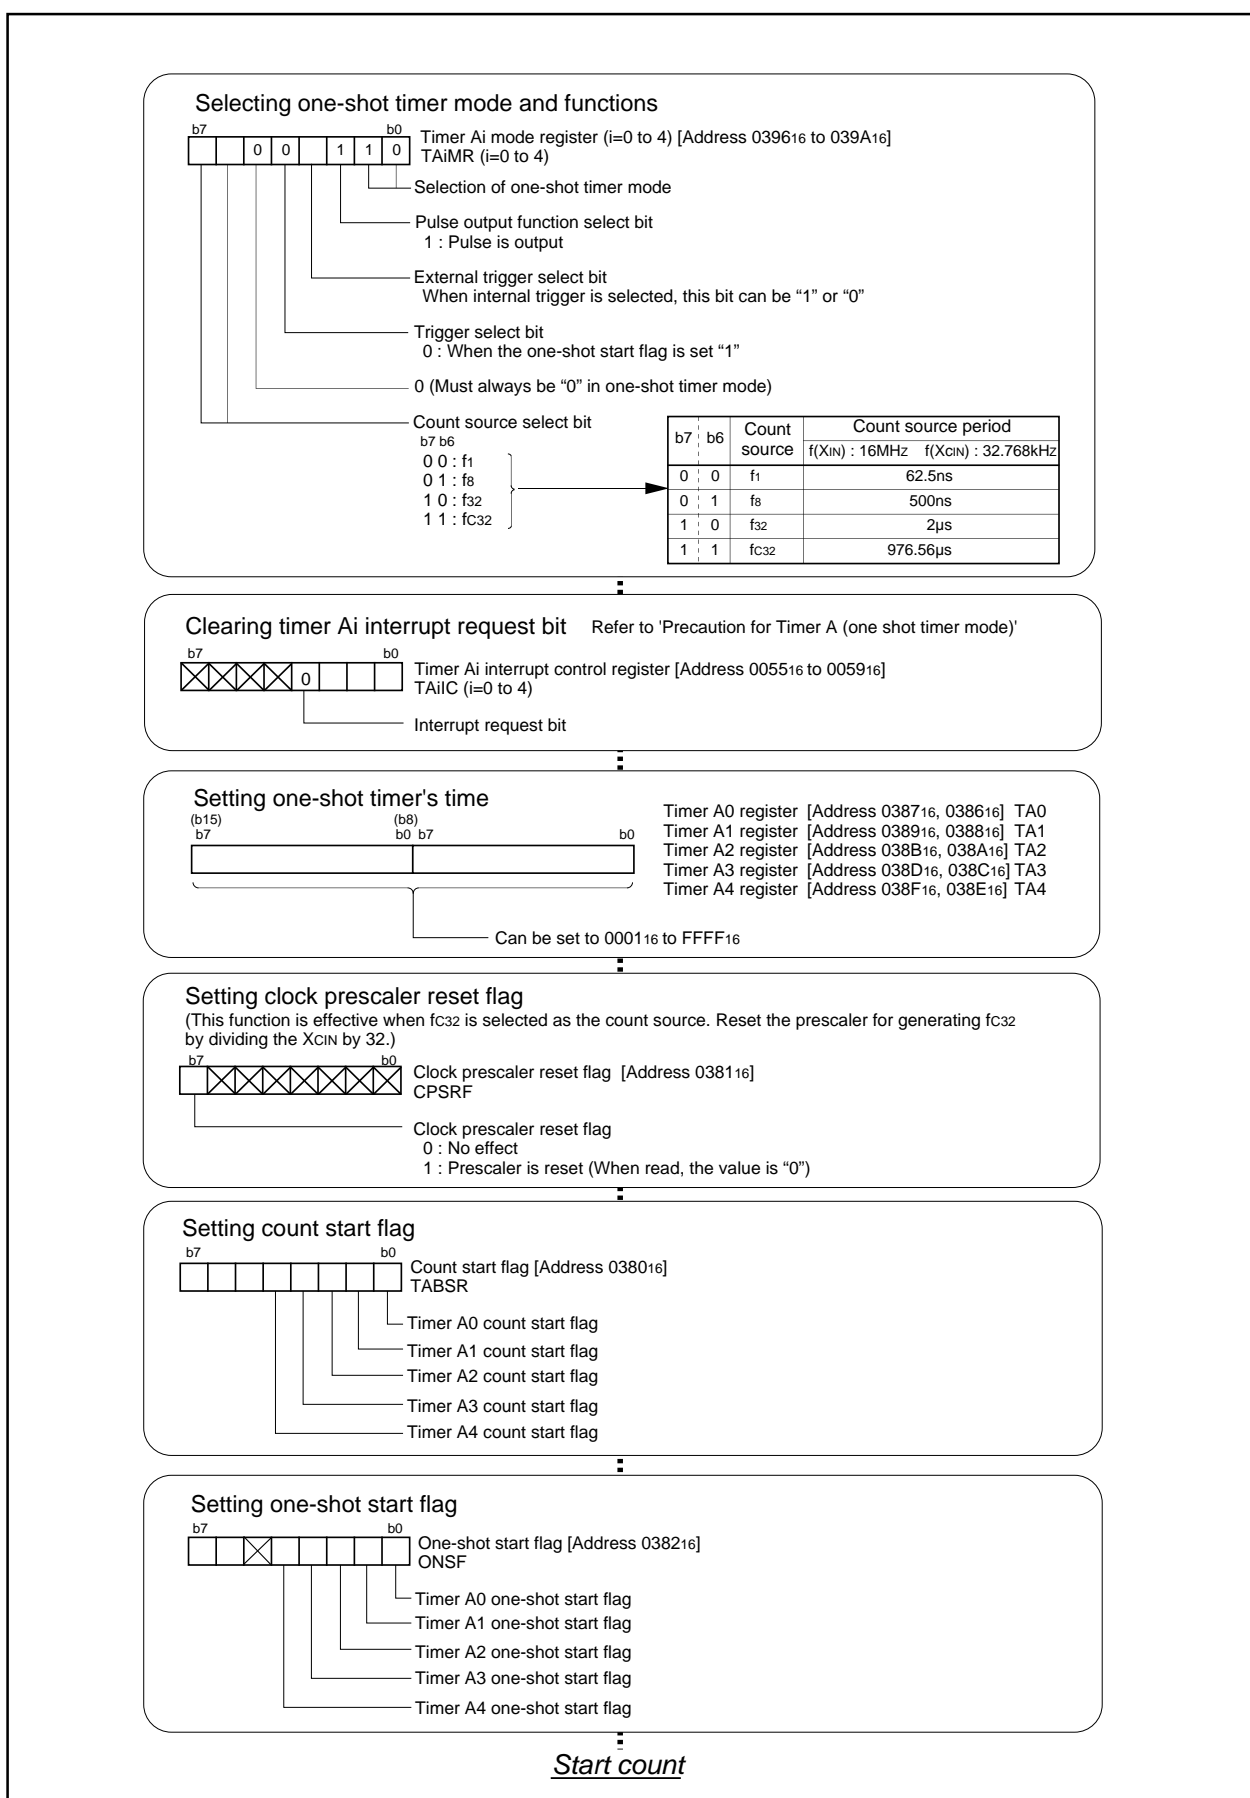 Selecting one-shot timer mode and functions
b7 b0
0 0 1 1 0
Timer Ai mode register (i=0 to 4) [Address 039616 to 039A16]
TAiMR (i=0 to 4)
Selection of one-shot timer mode
Pulse output function select bit
1 : Pulse is output
External trigger select bit
When internal trigger is selected, this bit can be “1” or “0”
Trigger select bit
0 : When the one-shot start flag is set “1”
0 (Must always be “0” in one-shot timer mode)
Count source select bit
b7 b6
0 0 : f1
0 1 : f8
1 0 : f32
1 1 : fC32
b7 b6 Count source Count source period
f(XIN) : 16MHz f(XCIN) : 32.768kHz
0 0 f1 62.5ns
0 1 f8 500ns
1 0 f32 2µs
1 1 fC32 976.56µs
Clearing timer Ai interrupt request bit Refer to 'Precaution for Timer A (one shot timer mode)'
b7 b0
0
Timer Ai interrupt control register [Address 005516 to 005916]
TAiIC (i=0 to 4)
Interrupt request bit
Setting one-shot timer's time
(b15) (b8)
b7 b0 b7 b0
Timer A0 register [Address 038716, 038616] TA0
Timer A1 register [Address 038916, 038816] TA1
Timer A2 register [Address 038B16, 038A16] TA2
Timer A3 register [Address 038D16, 038C16] TA3
Timer A4 register [Address 038F16, 038E16] TA4
Can be set to 000116 to FFFF16
Setting clock prescaler reset flag
(This function is effective when fC32 is selected as the count source. Reset the prescaler for generating fC32
by dividing the XCIN by 32.)
b7 b0
Clock prescaler reset flag [Address 038116]
CPSRF
Clock prescaler reset flag
0 : No effect
1 : Prescaler is reset (When read, the value is “0”)
Setting count start flag
b7 b0
Count start flag [Address 038016]
TABSR
Timer A0 count start flag
Timer A1 count start flag
Timer A2 count start flag
Timer A3 count start flag
Timer A4 count start flag
Setting one-shot start flag
b7 b0
One-shot start flag [Address 038216]
ONSF
Timer A0 one-shot start flag
Timer A1 one-shot start flag
Timer A2 one-shot start flag
Timer A3 one-shot start flag
Timer A4 one-shot start flag
Start count